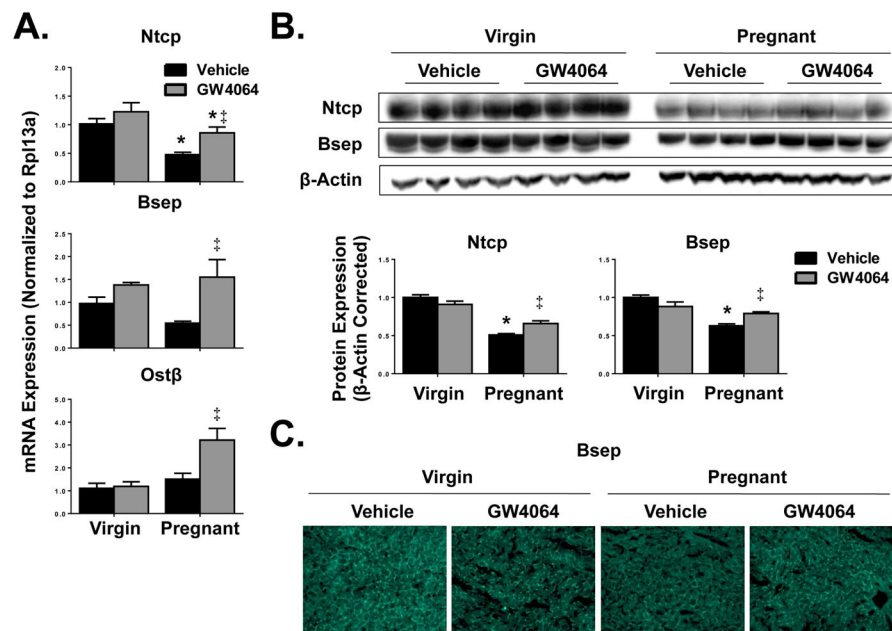 A.
Ntcp
mRNA Expression (Normalized to Rpl13a)
Vehicle
GW4064
1.5
1.0
0.5
0.0
*
*‡
Bsep
2.5
2.0
1.5
1.0
0.5
0.0
‡
Ostβ
5.0
4.0
3.0
2.0
1.0
0.0
‡
Virgin Pregnant
B.
Virgin Pregnant
Vehicle GW4064 Vehicle GW4064
Ntcp
Bsep
β-Actin
Protein Expression
(β-Actin Corrected)
Ntcp
1.5
1.0
0.5
0.0
*
‡
Virgin Pregnant
Bsep
1.5
1.0
0.5
0.0
*
‡
Virgin Pregnant
Vehicle
GW4064
C.
Bsep
Virgin Pregnant
Vehicle GW4064 Vehicle GW4064